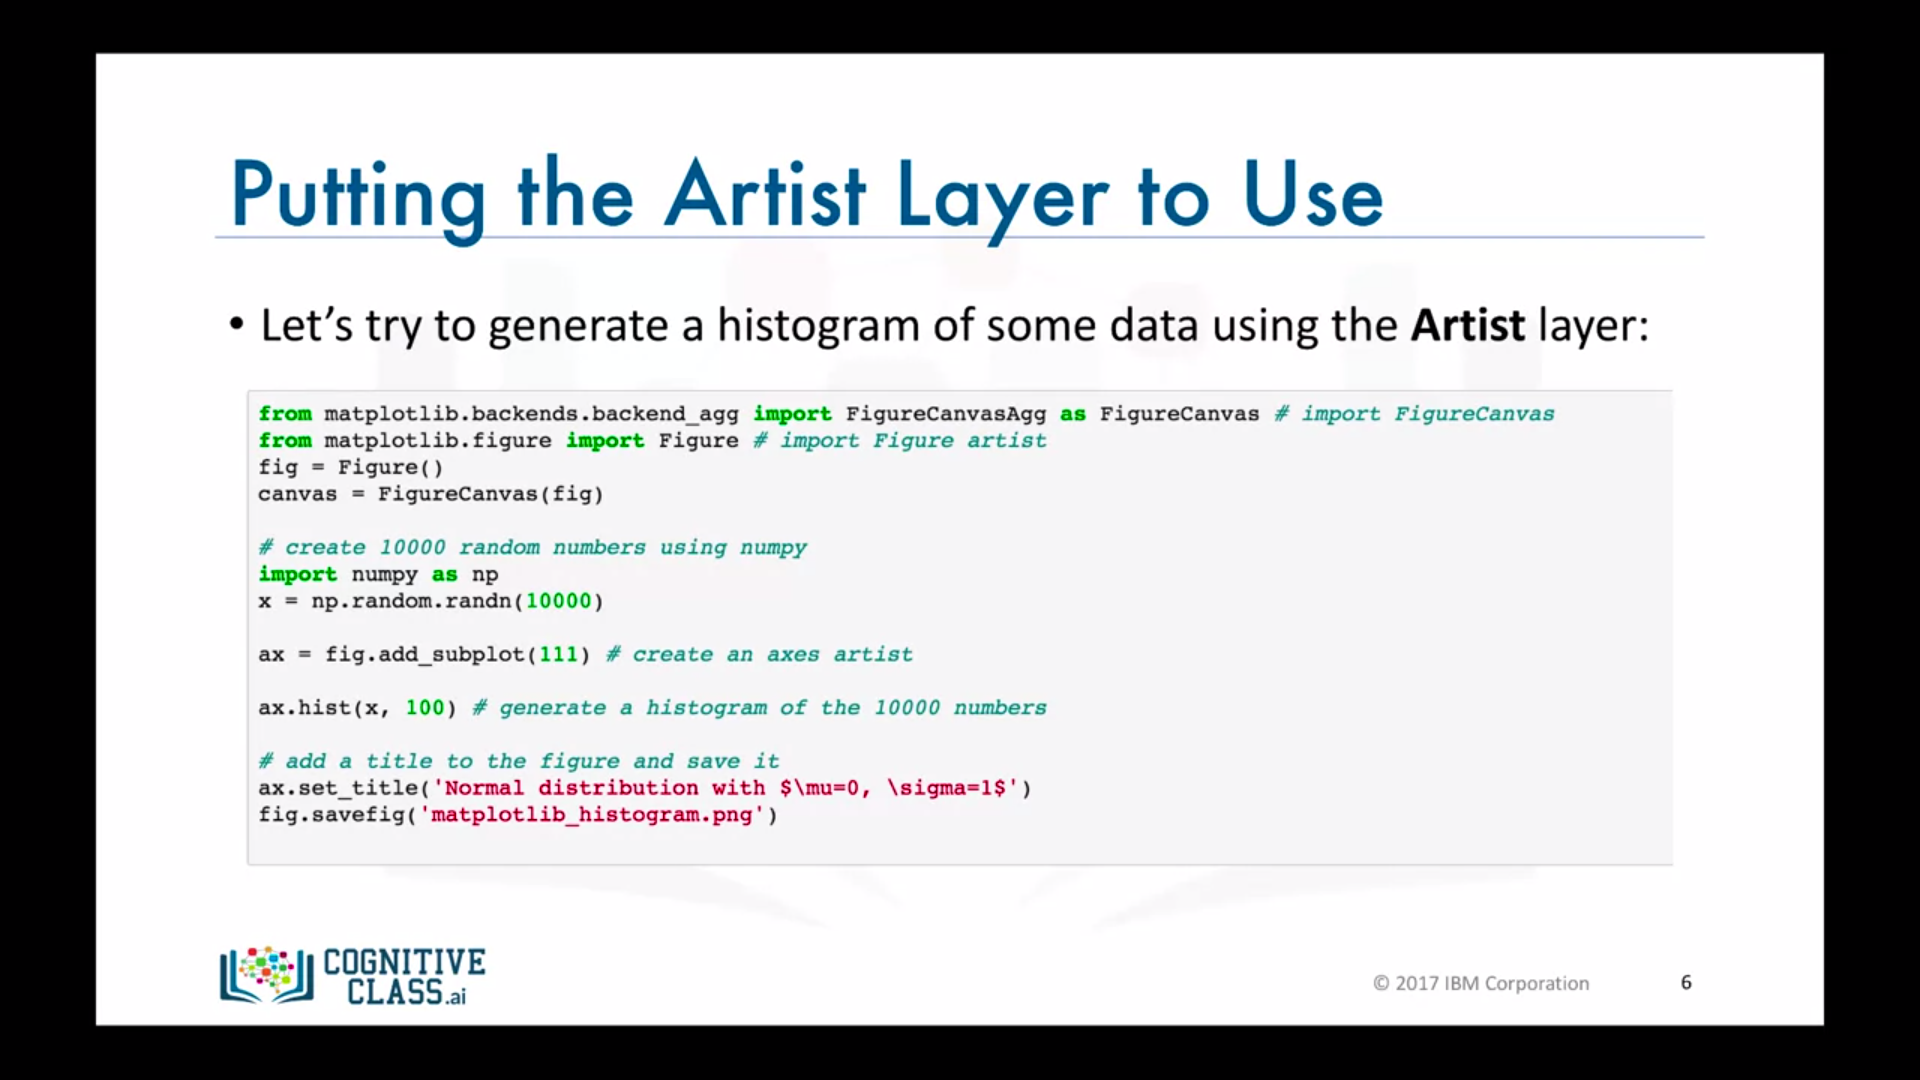 Putting the Artist Layer to Use
• Let’s try to generate a histogram of some data using the Artist layer:
from matplotlib.backends.backend_agg import FigureCanvasAgg as FigureCanvas # import FigureCanvas
from matplotlib.figure import Figure # import Figure artist
fig = Figure()
canvas = FigureCanvas(fig)
# create 10000 random numbers using numpy
import numpy as np
x = np.random.randn(10000)
ax = fig.add_subplot(111) # create an axes artist
ax.hist(x, 100) # generate a histogram of the 10000 numbers
# add a title to the figure and save it
ax.set_title('Normal distribution with $\mu=0, \sigma=1$')
fig.savefig('matplotlib_histogram.png')
COGNITIVE
CLASS.ai
© 2017 IBM Corporation
6